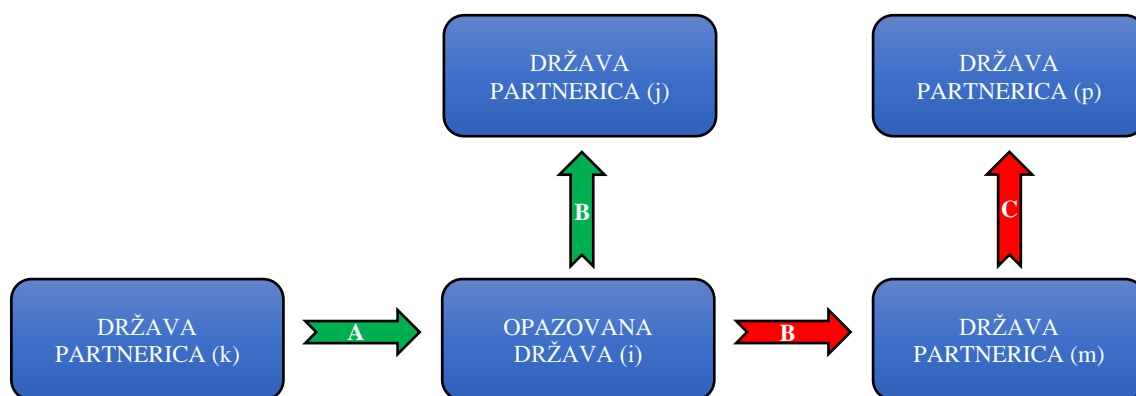 DRŽAVA
PARTNERICA (j)
DRŽAVA
PARTNERICA (p)
B
C
DRŽAVA
PARTNERICA (k)
A
OPAZOVANA
DRŽAVA (i)
B
DRŽAVA
PARTNERICA (m)